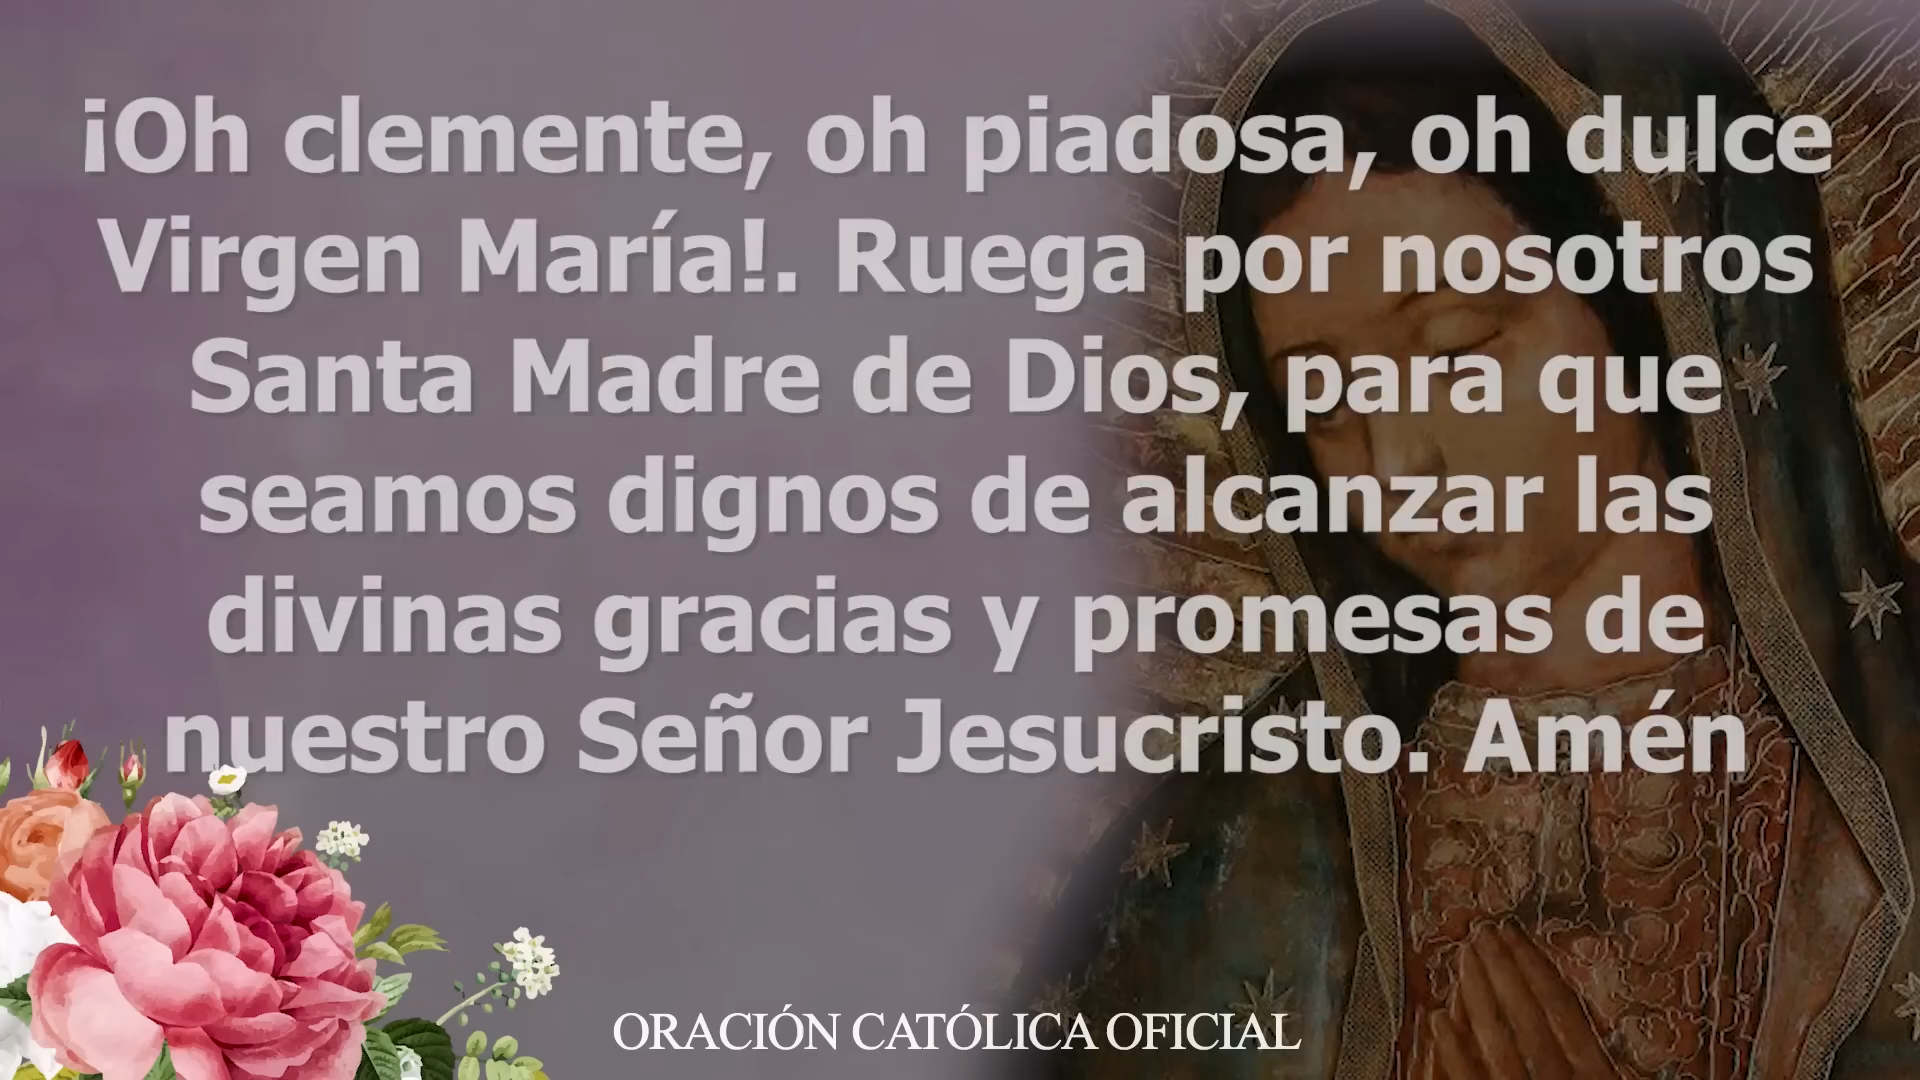 ¡Oh clemente, oh piadosa, oh dulce
Virgen María!. Ruega por nosotros
Santa Madre de Dios, para que
seamos dignos de alcanzar las
divinas gracias y promesas de
nuestro Señor Jesucristo. Amén
ORACIÓN CATÓLICA OFICIAL